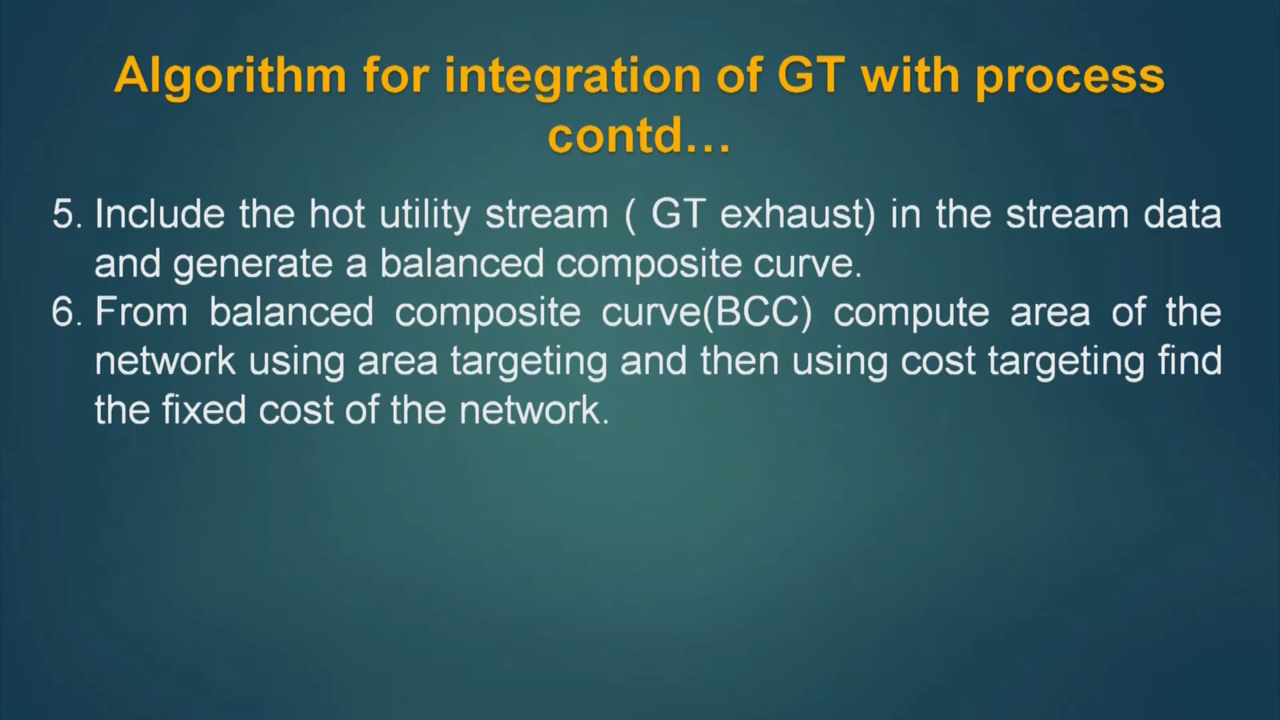 Algorithm for integration of GT with process
contd...
5. Include the hot utility stream ( GT exhaust) in the stream data
and generate a balanced composite curve.
6. From balanced composite curve(BCC) compute area of the
network using area targeting and then using cost targeting find
the fixed cost of the network.